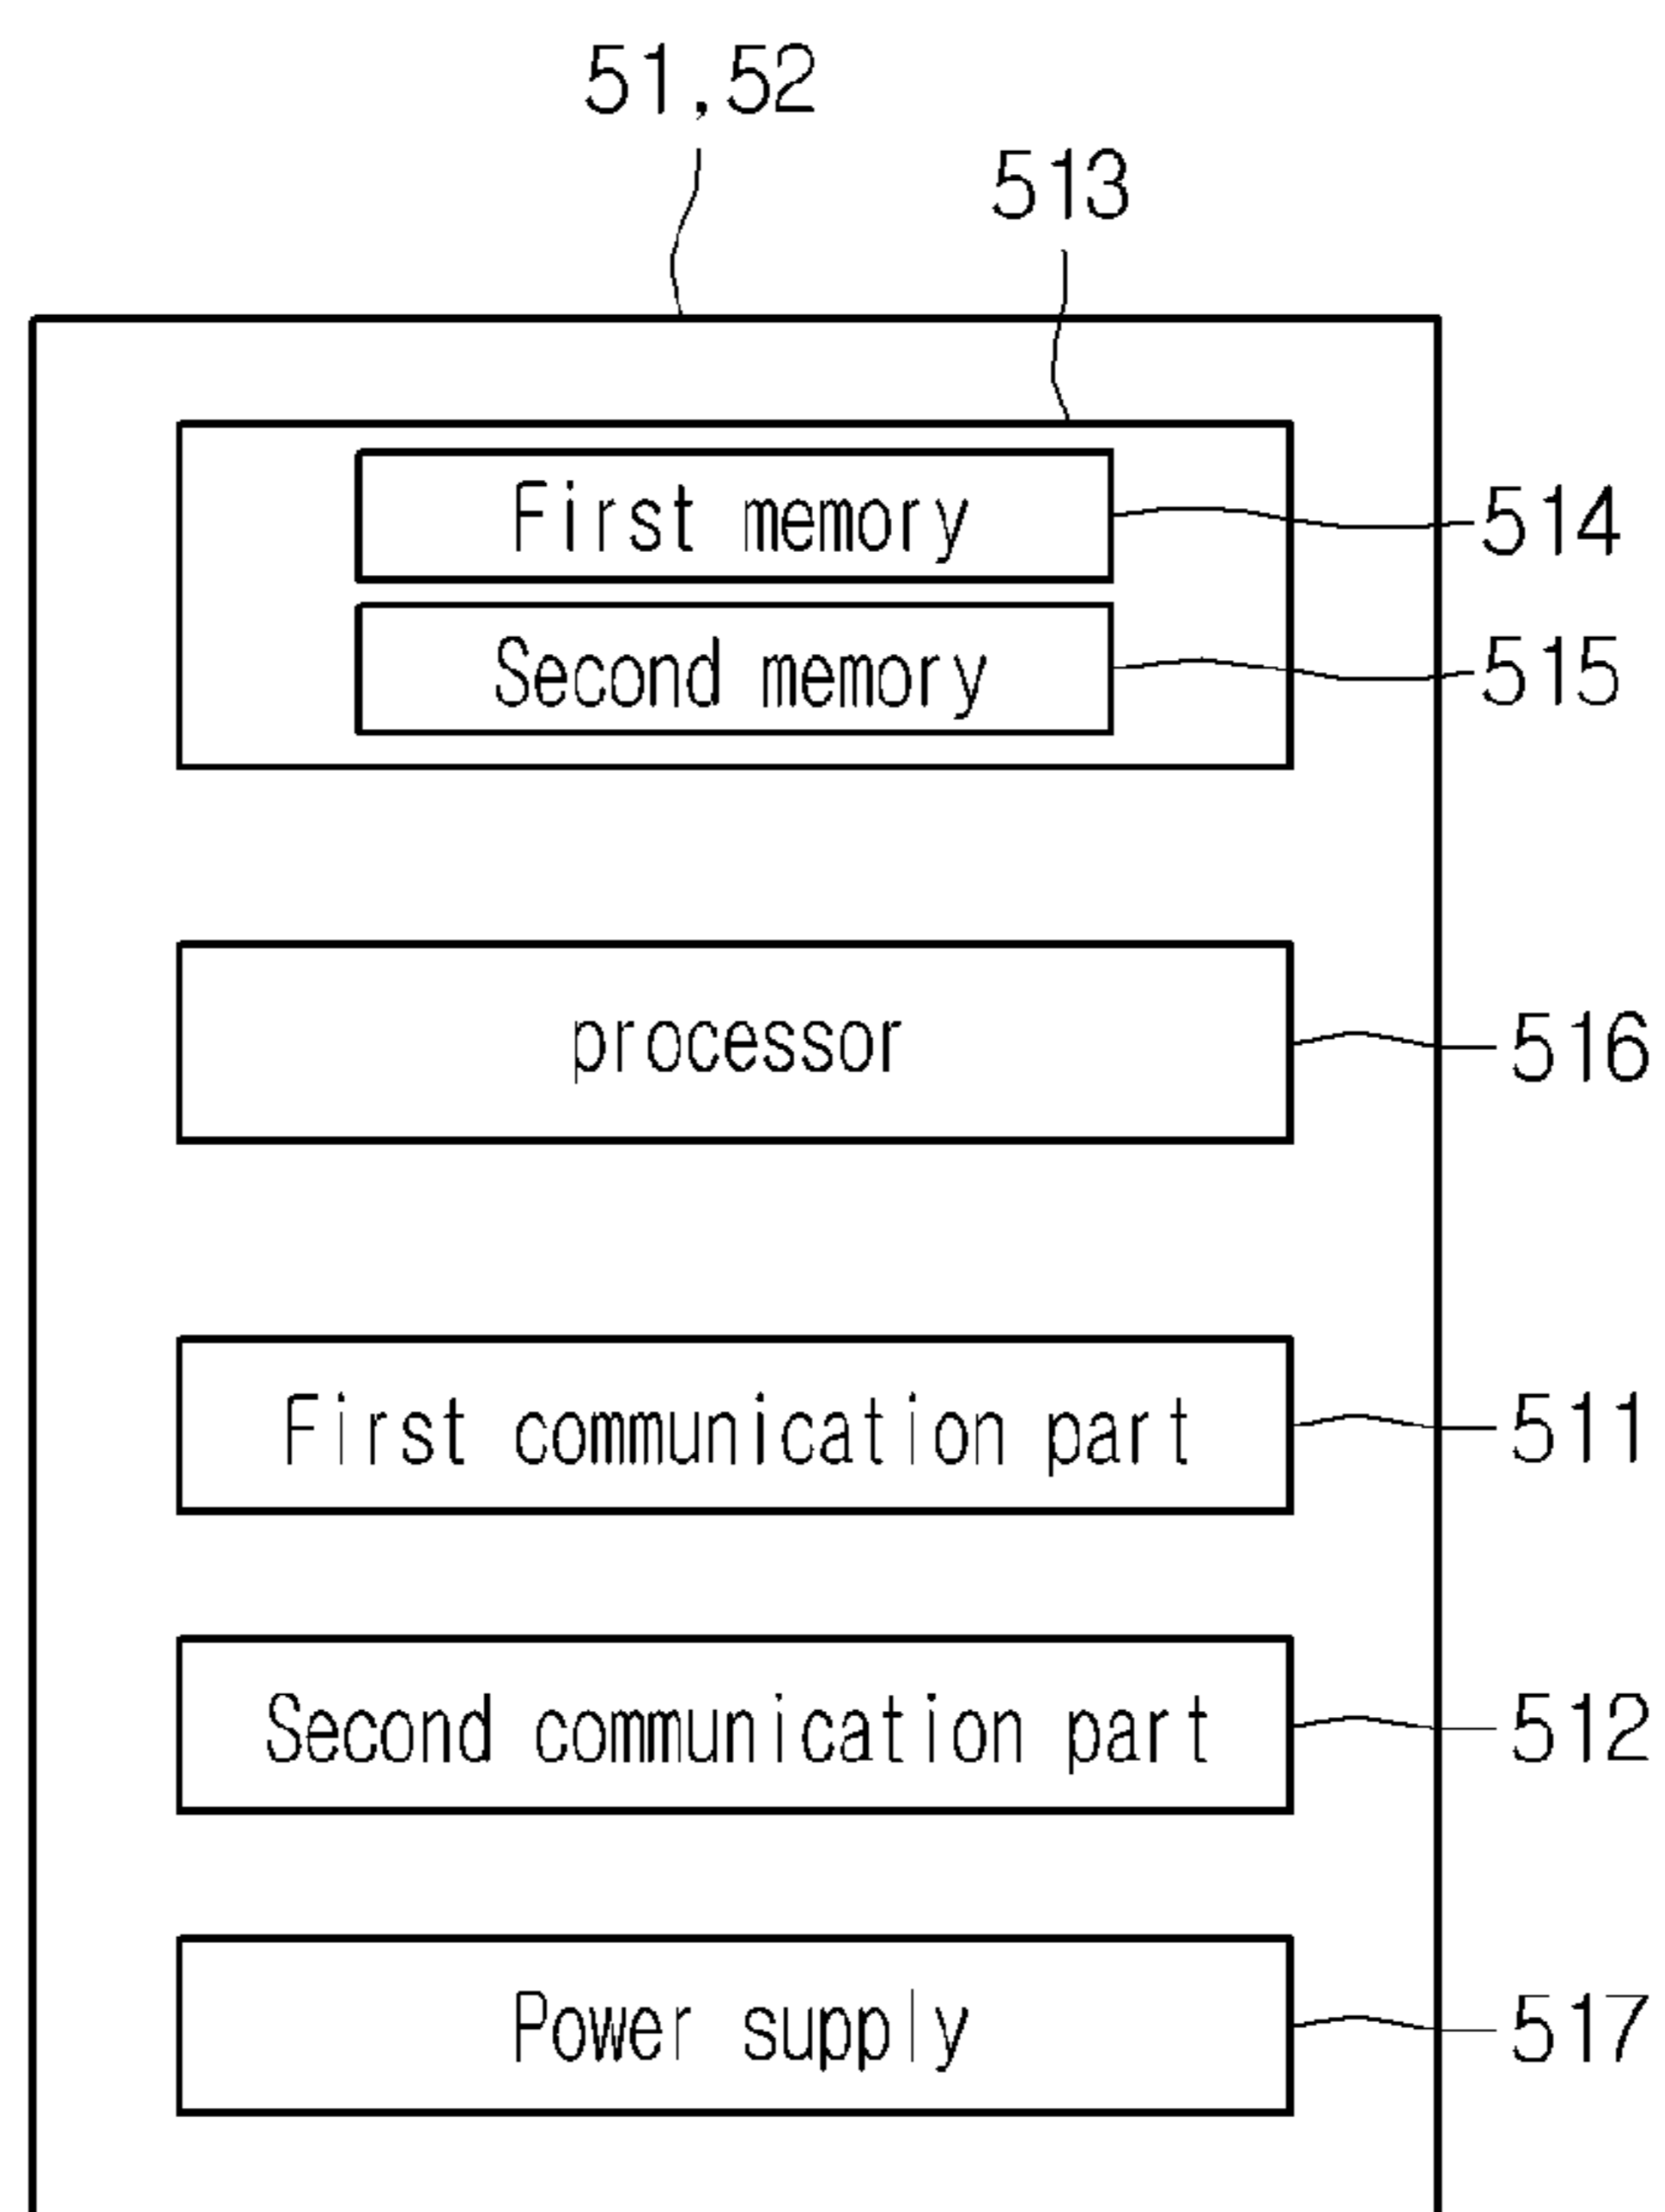 51,52
513
First memory 514
Second memory 515
processor 516
First communication part 511
Second communication part 512
Power supply 517